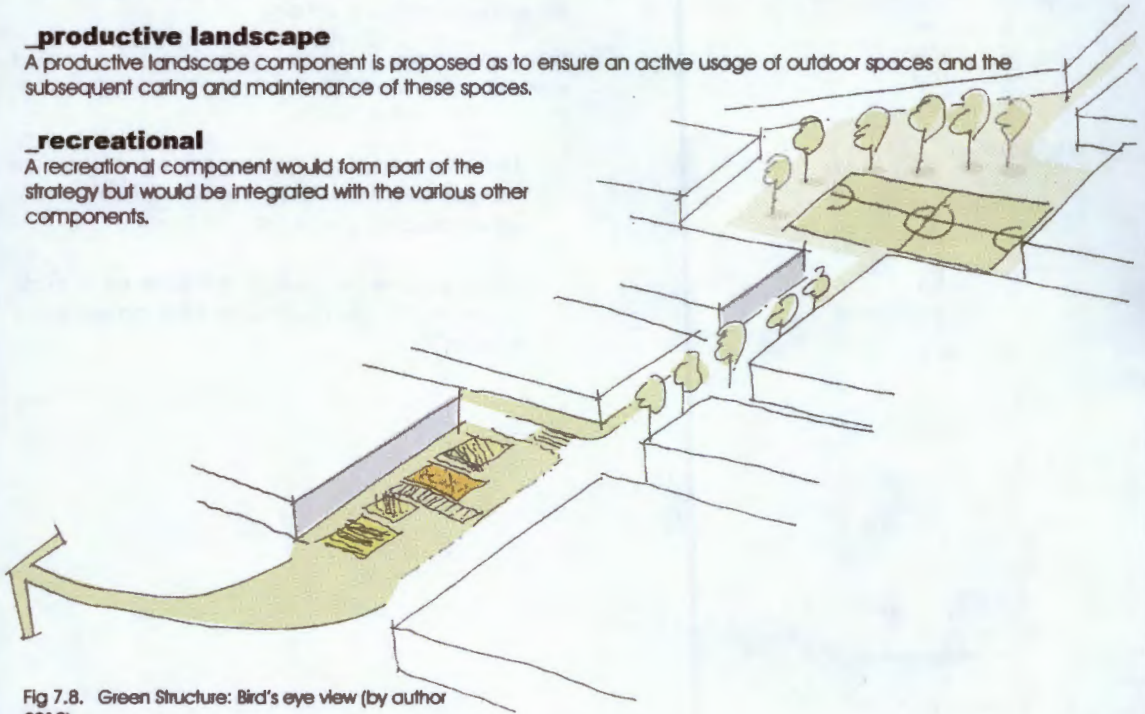 _productive landscape
A productive landscape component is proposed as to ensure an active usage of outdoor spaces and the
subsequent caring and maintenance of these spaces.
_recreational
A recreational component would form part of the
strategy but would be integrated with the various other
components.
Fig 7.8. Green Structure: Bird's eye view (by author